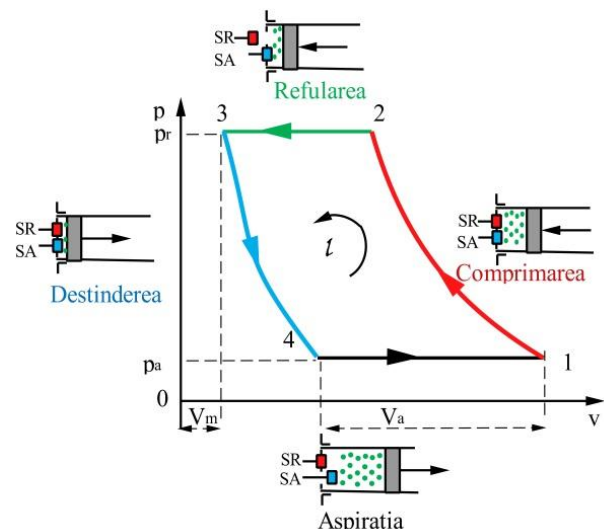 SR
SA
Refularea
p
3
2
pᵣ
SR
SA
Destinderea
l
SR
SA
Comprimarea
4
pₐ
1
0
Vₘ
Vₐ
v
SR
SA
Aspiratia